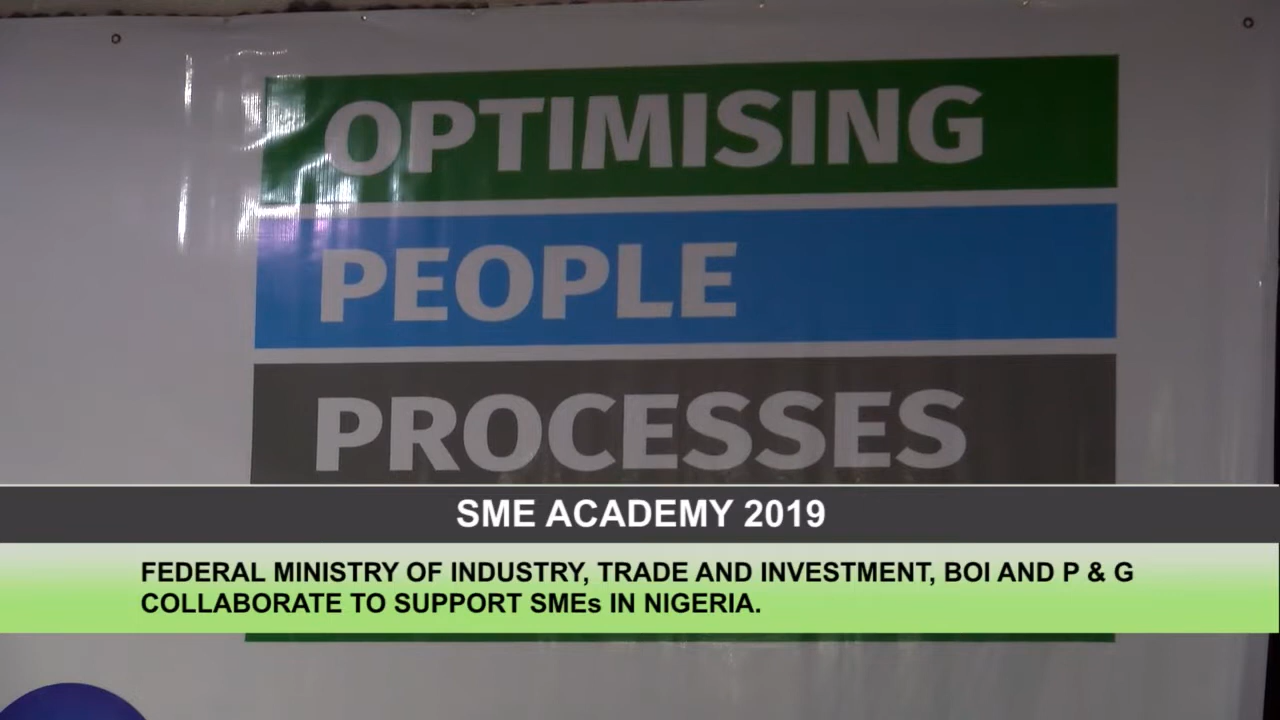 OPTIMISING
PEOPLE
PROCESSES
SME ACADEMY 2019
FEDERAL MINISTRY OF INDUSTRY, TRADE AND INVESTMENT, BOI AND P & G
COLLABORATE TO SUPPORT SMEs IN NIGERIA.